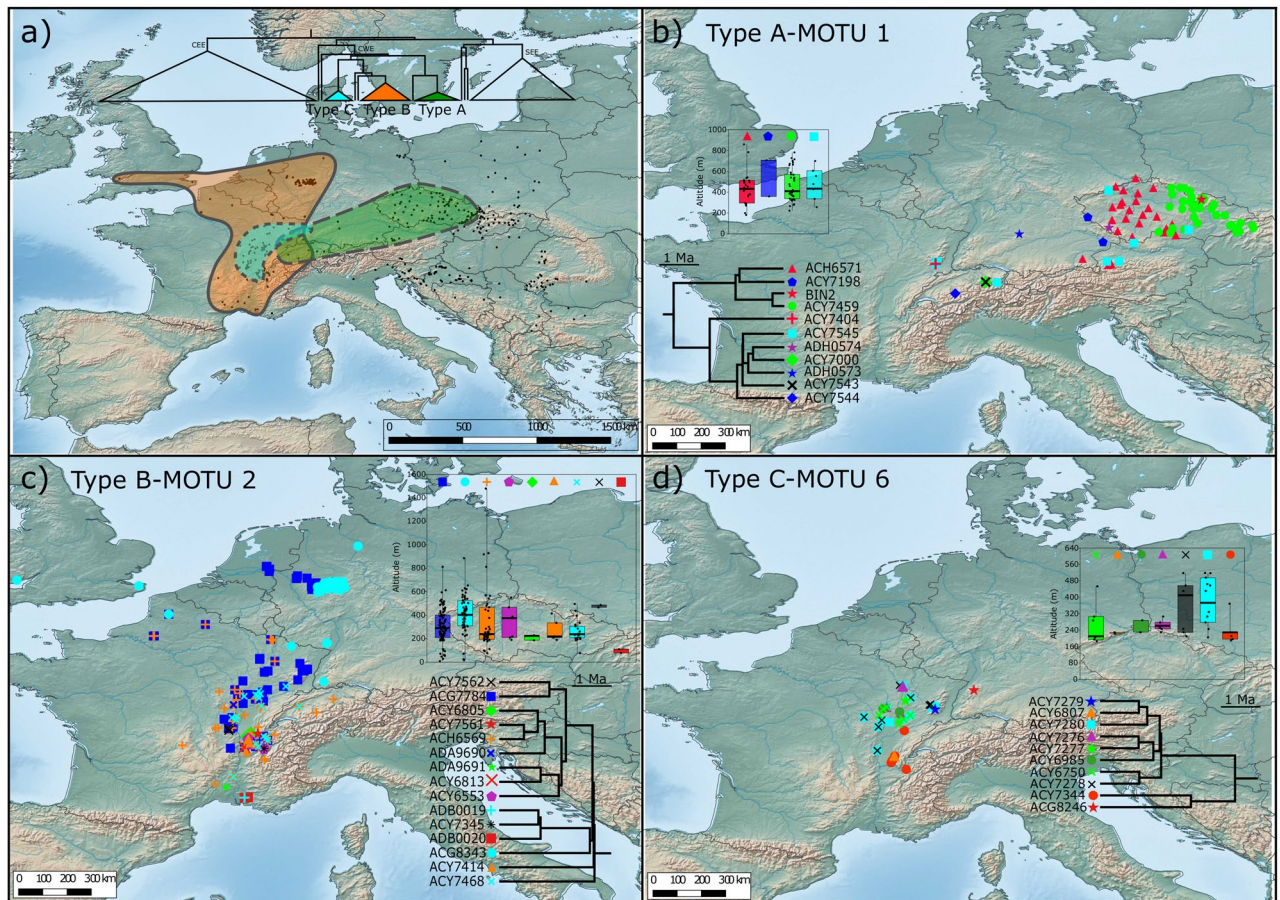 a)
CEE
CWE
SEE
Type C
Type B
Type A
0 500 1000 1500 km
b) Type A-MOTU 1
1000
800
600
400
200
0
Altitude (m)
1 Ma
ACH6571
ACY7198
BIN2
ACY7459
ACY7404
ACY7545
ADH0574
ACY7000
ADH0573
ACY7543
ACY7544
0 100 200 300 km
c) Type B-MOTU 2
1600
1400
1200
1000
800
600
400
200
0
Altitude (m)
1 Ma
ACY7562
ACG7784
ACY6805
ACY7561
ACH6569
ADA9690
ADA9691
ACY6813
ACY6553
ADB0019
ACY7345
ADB0020
ACG8343
ACY7414
ACY7468
0 100 200 300 km
d) Type C-MOTU 6
640
560
480
400
320
240
160
80
0
Altitude (m)
1 Ma
ACY7279
ACY6807
ACY7280
ACY7276
ACY7277
ACY6985
ACY6750
ACY7278
ACY7344
ACG8246
0 100 200 300 km